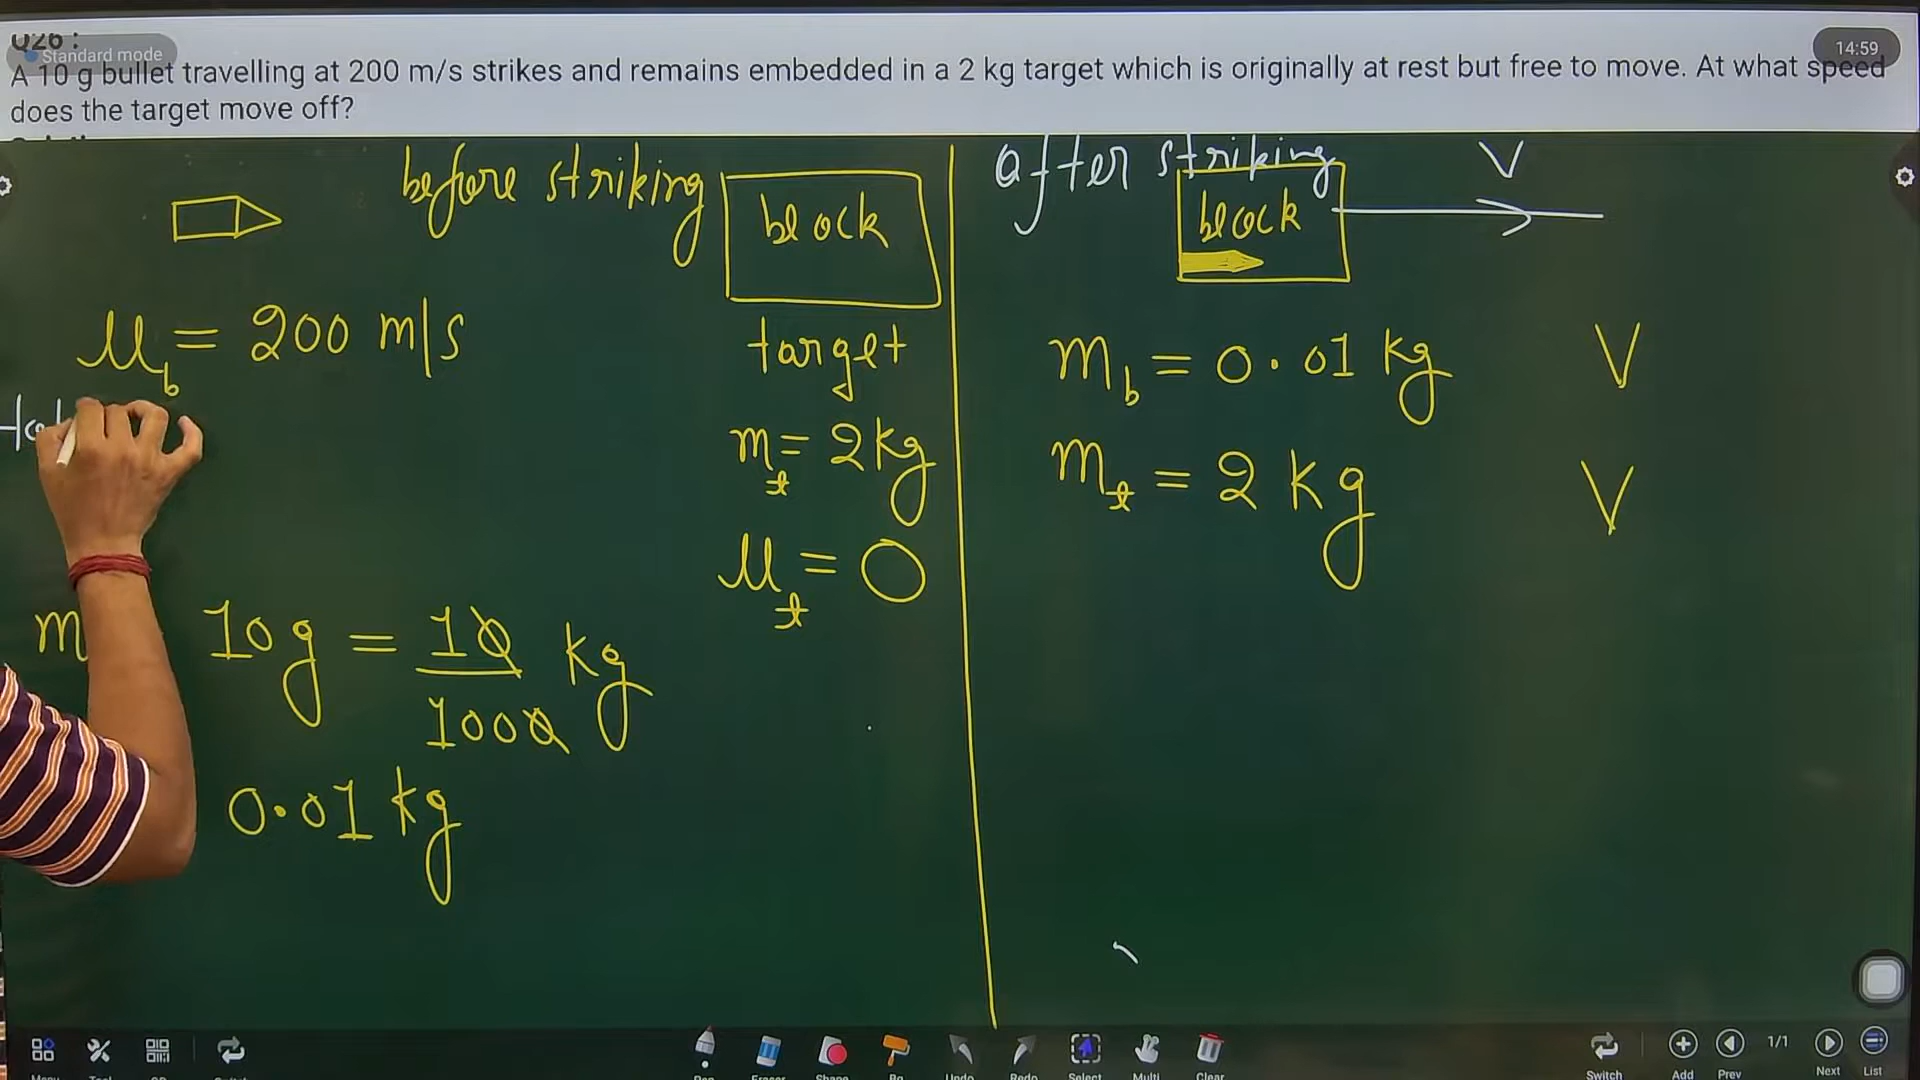 Q26 :
Standard mode
14:59
A 10 g bullet travelling at 200 m/s strikes and remains embedded in a 2 kg target which is originally at rest but free to move. At what speed
does the target move off?
before striking
block
after striking
V
block
u_b = 200 m/s
target
m_b = 0.01 kg V
m_t = 2 kg
m_t = 2 kg V
u_t = 0
m 10 g = 10/1000 kg
0.01 kg
1/1
Pen Eraser Shape Bg Undo Redo Select Multi Clear
Switch Add Prev Next List